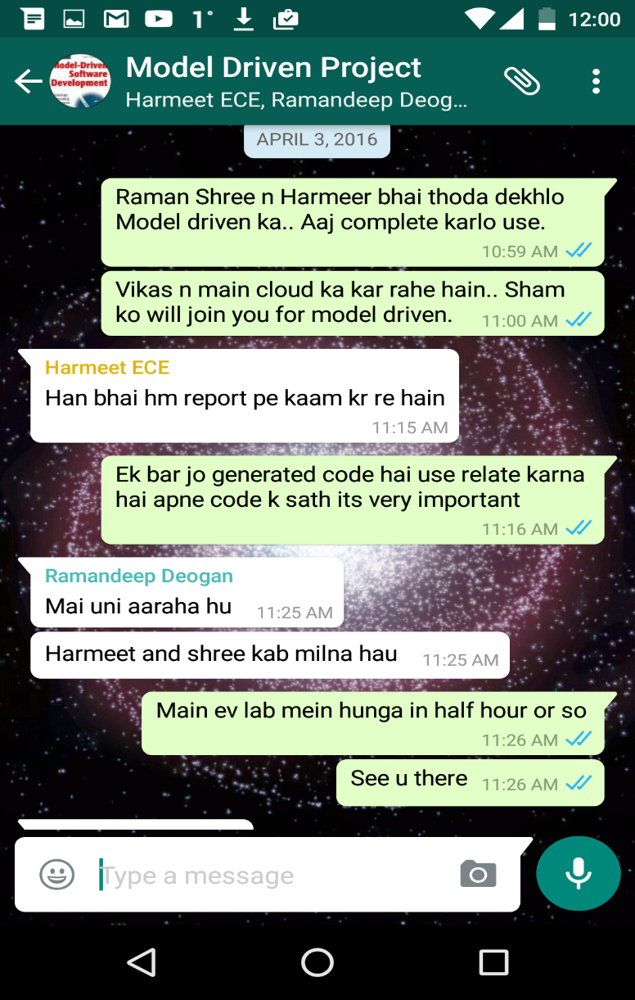 1°
12:00
Model-Driven
Software
Development
Model Driven Project
Harmeet ECE, Ramandeep Deog...
APRIL 3, 2016
Raman Shree n Harmeer bhai thoda dekhlo
Model driven ka.. Aaj complete karlo use.
10:59 AM
Vikas n main cloud ka kar rahe hain.. Sham
ko will join you for model driven. 11:00 AM
Harmeet ECE
Han bhai hm report pe kaam kr re hain
11:15 AM
Ek bar jo generated code hai use relate karna
hai apne code k sath its very important
11:16 AM
Ramandeep Deogan
Mai uni aaraha hu 11:25 AM
Harmeet and shree kab milna hau 11:25 AM
Main ev lab mein hunga in half hour or so
11:26 AM
See u there 11:26 AM
Type a message